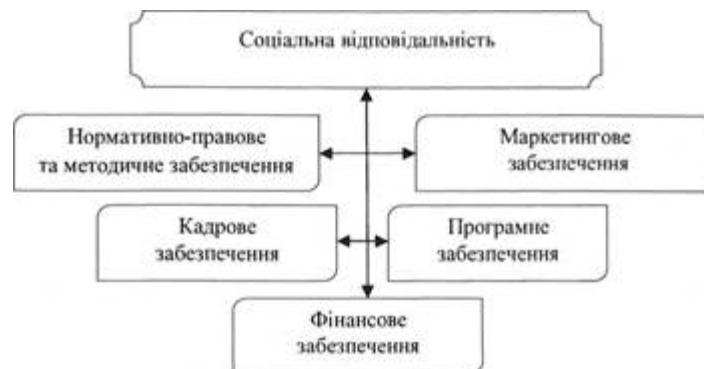 Соціальна відповідальність
Нормативно-правове
та методичне забезпечення
Маркетингове
забезпечення
Кадрове
забезпечення
Програмне
забезпечення
Фінансове
забезпечення